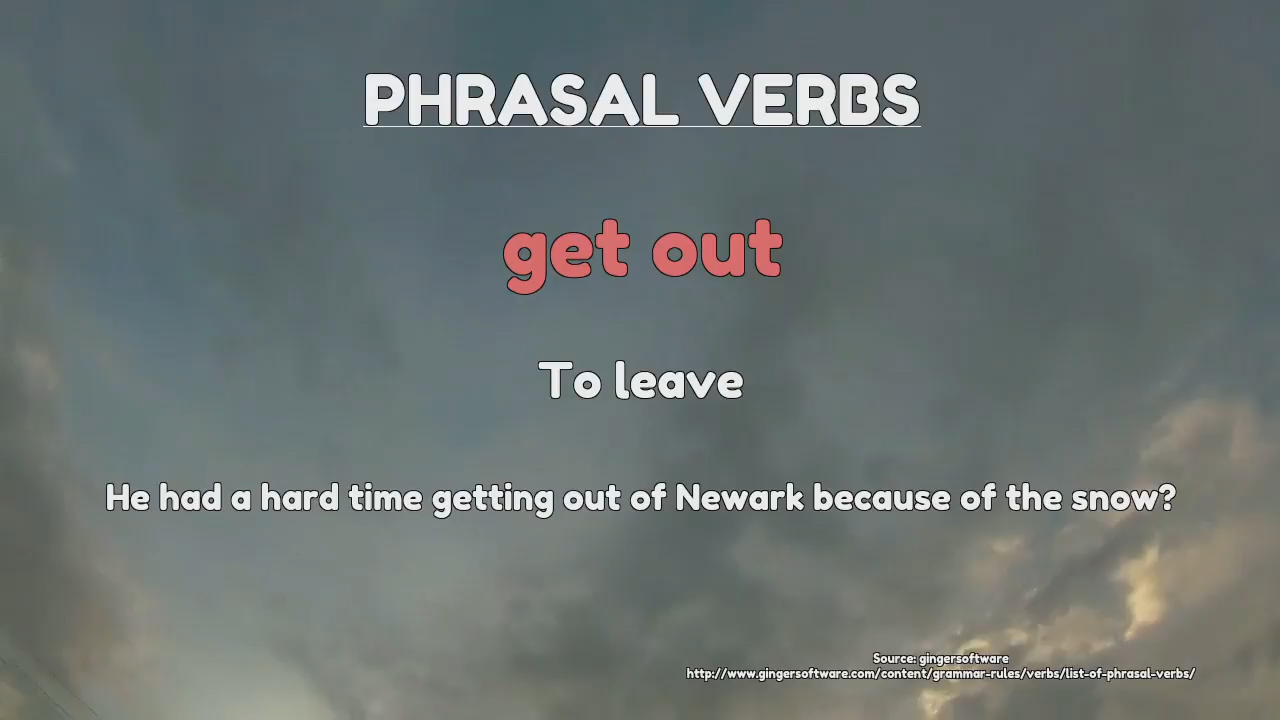 PHRASAL VERBS
get out
To leave
He had a hard time getting out of Newark because of the snow?
Source: gingersoftware
http://www.gingersoftware.com/content/grammar-rules/verbs/list-of-phrasal-verbs/